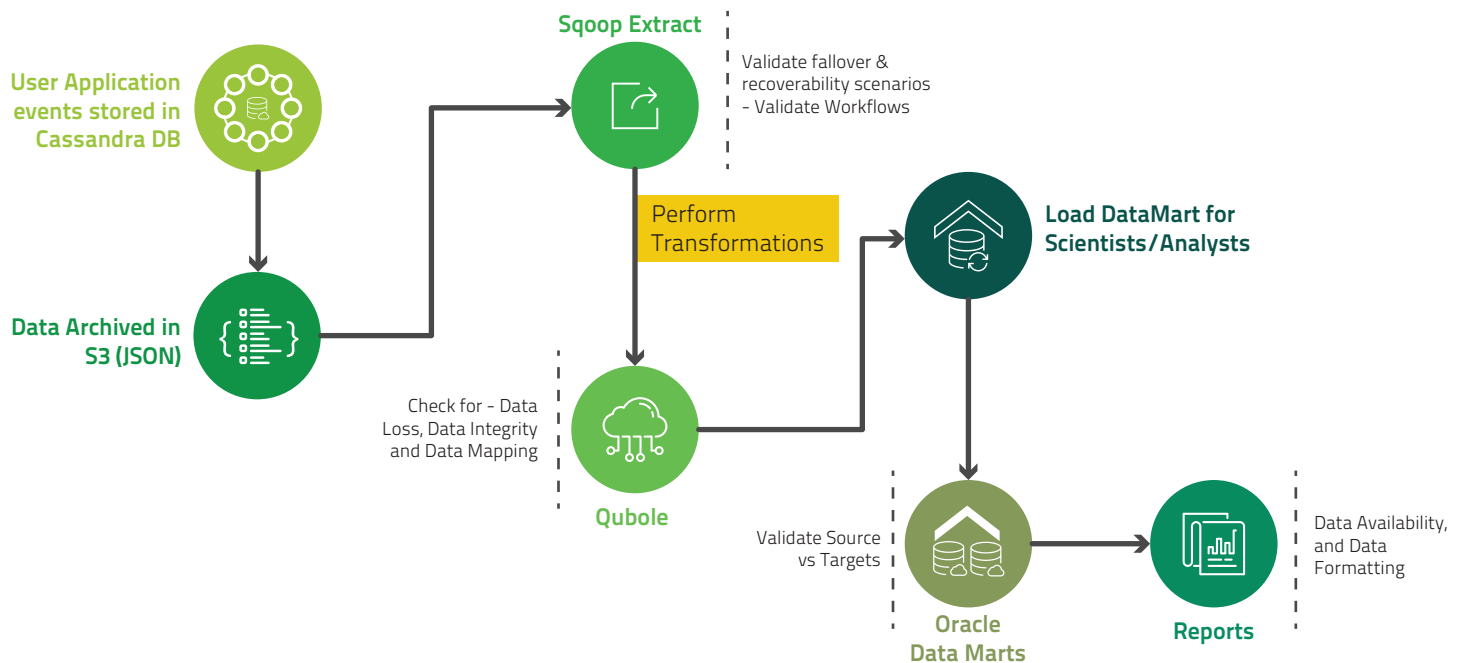 User Application
events stored in
Cassandra DB
Data Archived in
S3 (JSON)
Sqoop Extract
Validate fallover &
recoverability scenarios
- Validate Workflows
Perform
Transformations
Check for - Data
Loss, Data Integrity
and Data Mapping
Qubole
Load DataMart for
Scientists/Analysts
Validate Source
vs Targets
Oracle
Data Marts
Reports
Data Availability,
and Data
Formatting